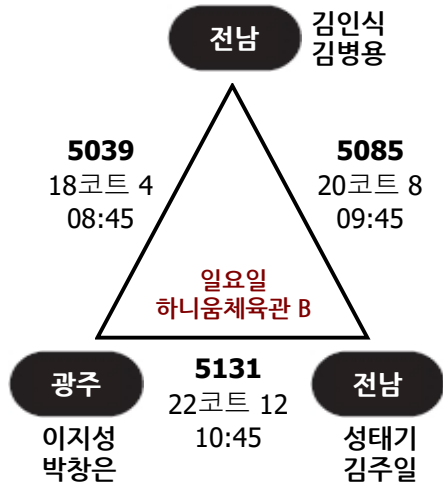 전남
김인식
김병용
5039
18코트 4
08:45
5085
20코트 8
09:45
일요일
하니움체육관 B
광주
이지성
박창은
5131
22코트 12
10:45
전남
성태기
김주일